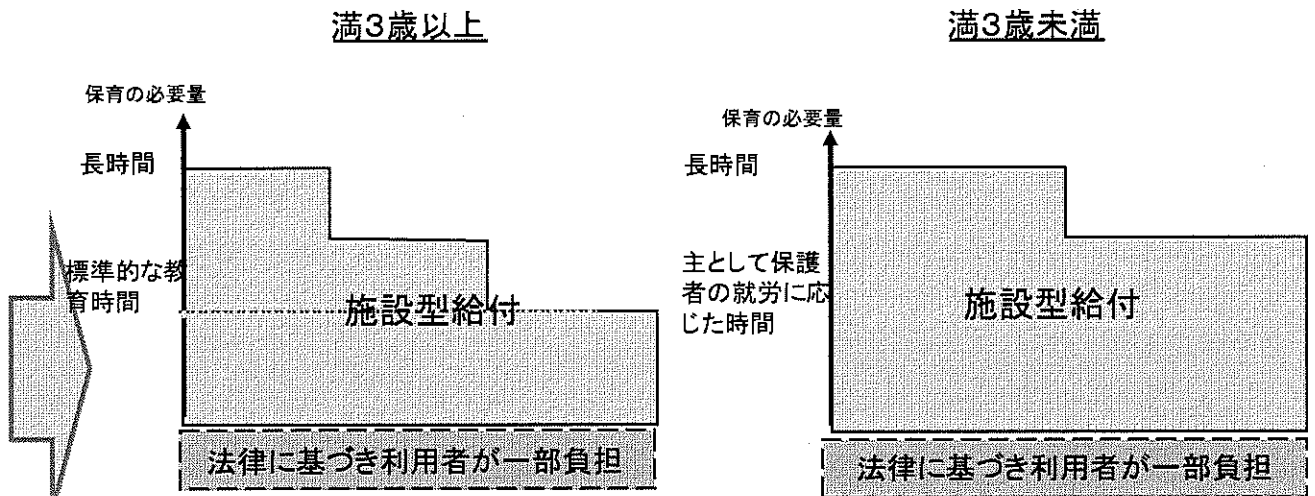 満3歳以上
保育の必要量
長時間
標準的な教
育時間
施設型給付
法律に基づき利用者が一部負担
満3歳未満
保育の必要量
長時間
主として保護
者の就労に応
じた時間
施設型給付
法律に基づき利用者が一部負担